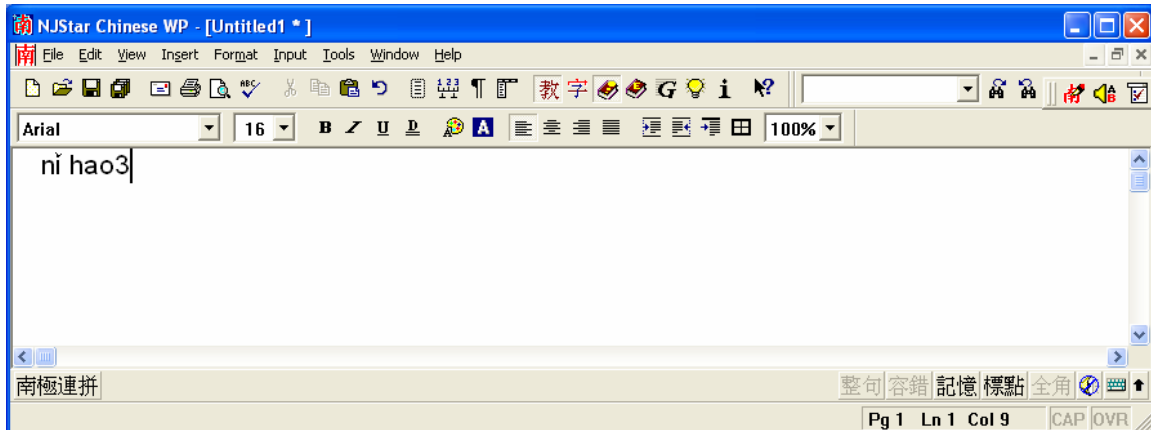 NJStar Chinese WP - [Untitled1 * ]
File Edit View Insert Format Input Tools Window Help
ABC 123 教 字 G i
Arial 16 B Z U D A 100%
nǐ hao3
南極連拼 整句 容錯 記憶 標點 全角
Pg 1 Ln 1 Col 9 CAP OVR